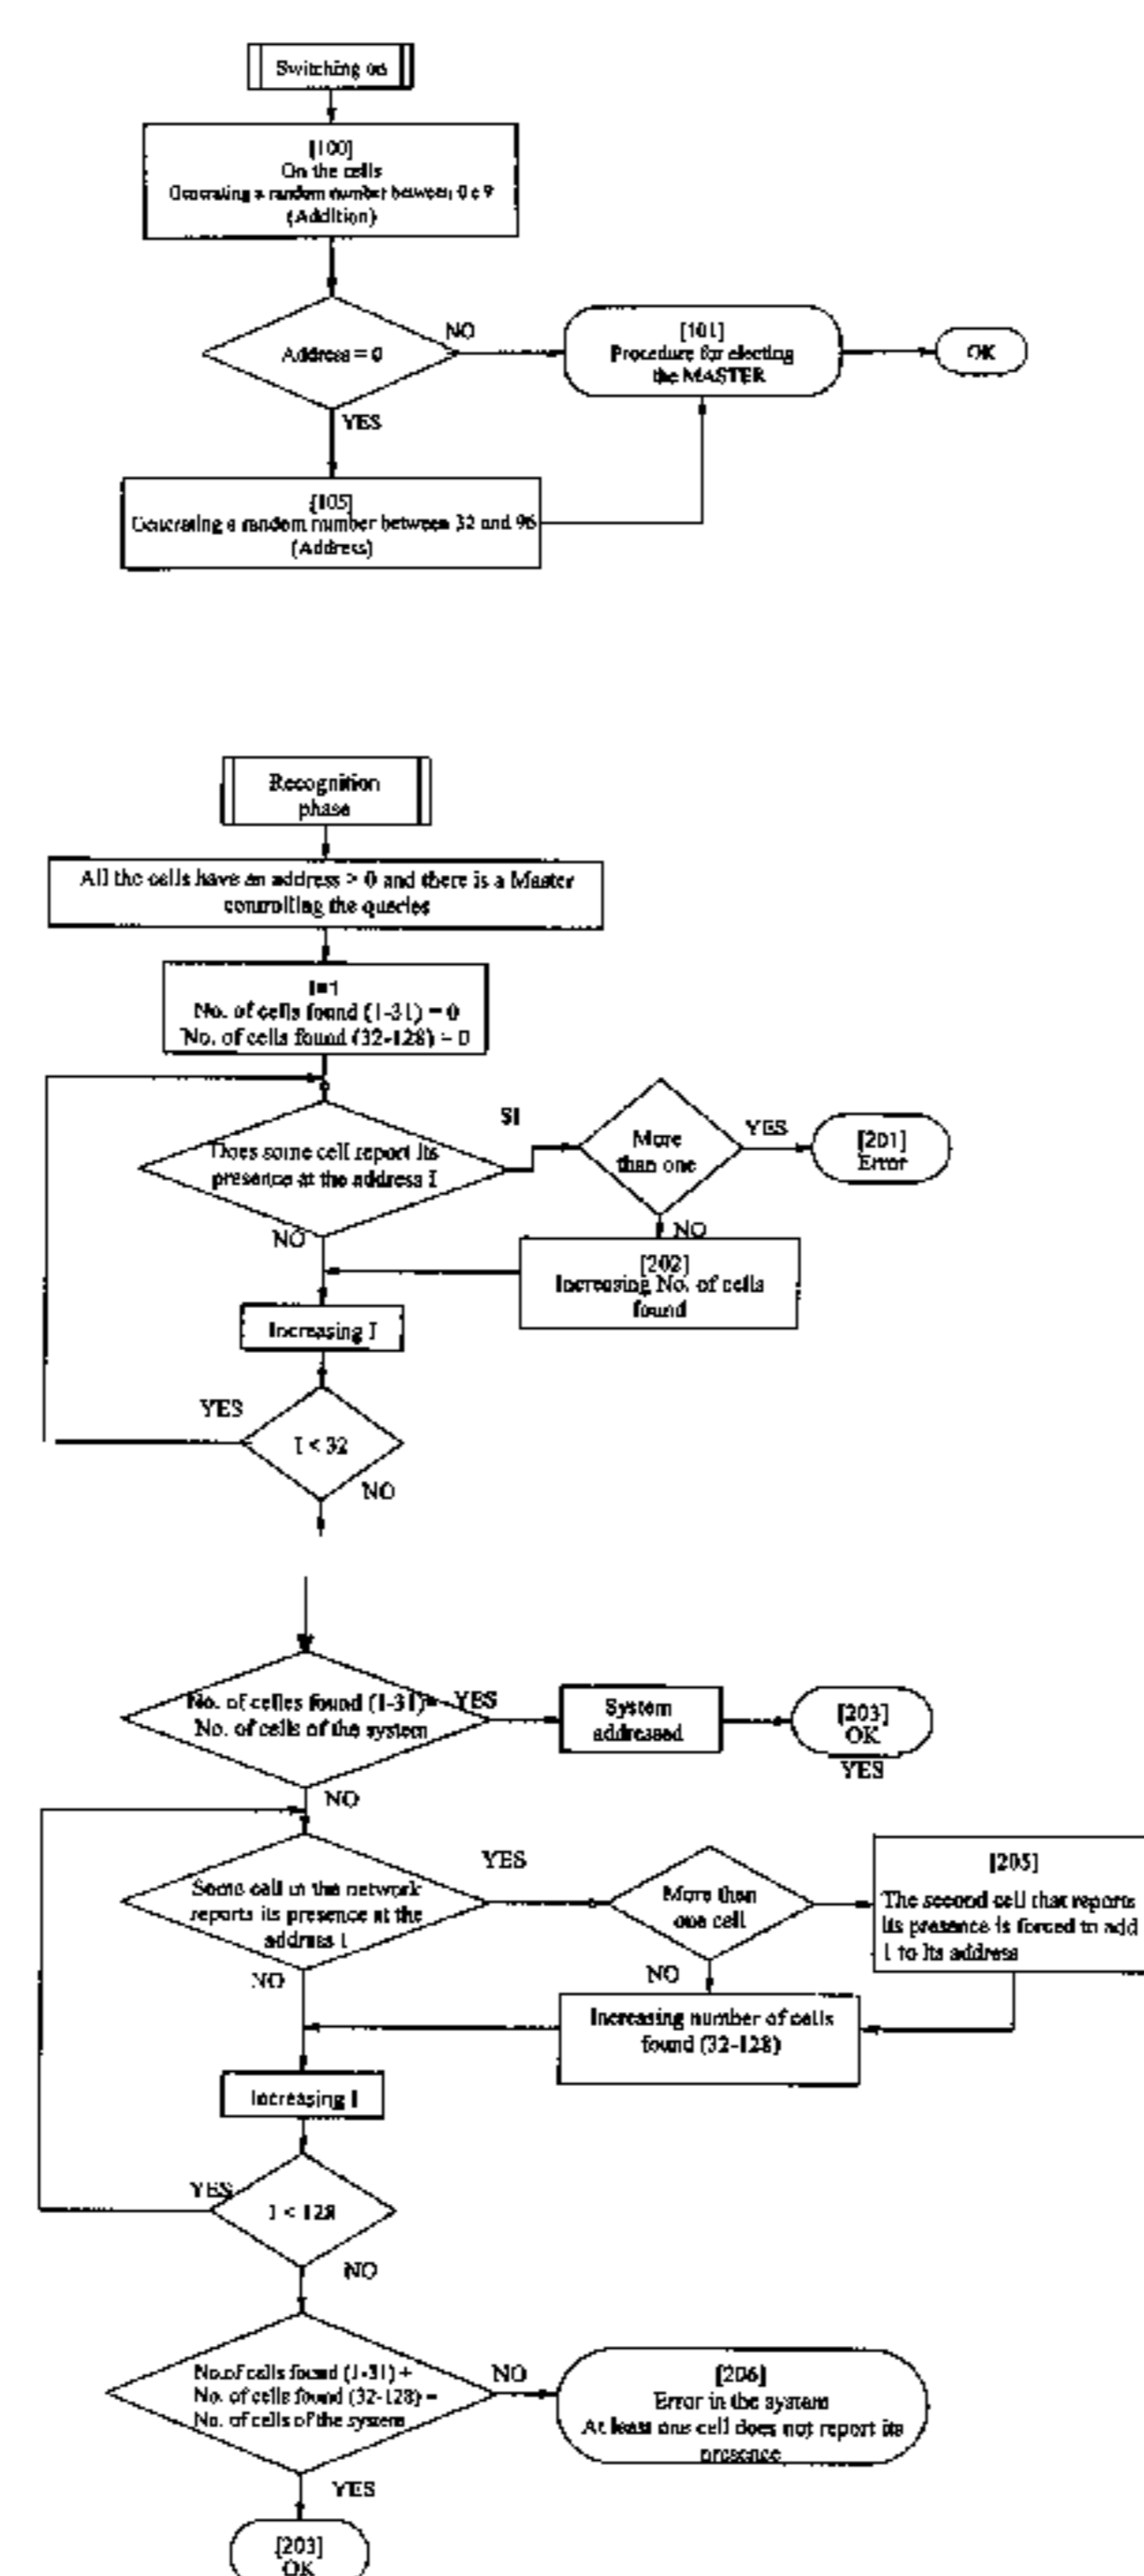 Switching on
[100]
On the cells
Generating a random number between 0 e 9
(Addition)
Address = 0
NO
[101]
Procedure for electing
the MASTER
OK
YES
[105]
Generating a random number between 32 and 96
(Address)
Recognition
phase
All the cells have an address > 0 and there is a Master
controlling the queries
I=1
No. of cells found (1-31) = 0
No. of cells found (32-128) = 0
SI
Does some cell report its
presence at the address I
More
than one
YES
[201]
Error
NO
NO
[202]
Increasing No. of cells
found
Increasing I
YES
I < 32
NO
No. of celles found (1-31) =
No. of cells of the system
YES
System
addressed
[203]
OK
YES
NO
Some cell in the network
reports its presence at the
address I
YES
More than
one cell
[205]
The second cell that reports
its presence is forced to add
1 to its address
NO
NO
Increasing number of cells
found (32-128)
Increasing I
YES
I < 128
NO
No.of cells found (1-31) +
No. of cells found (32-128) =
No. of cells of the system
NO
[206]
Error in the system
At least one cell does not report its
presence
YES
[203]
OK